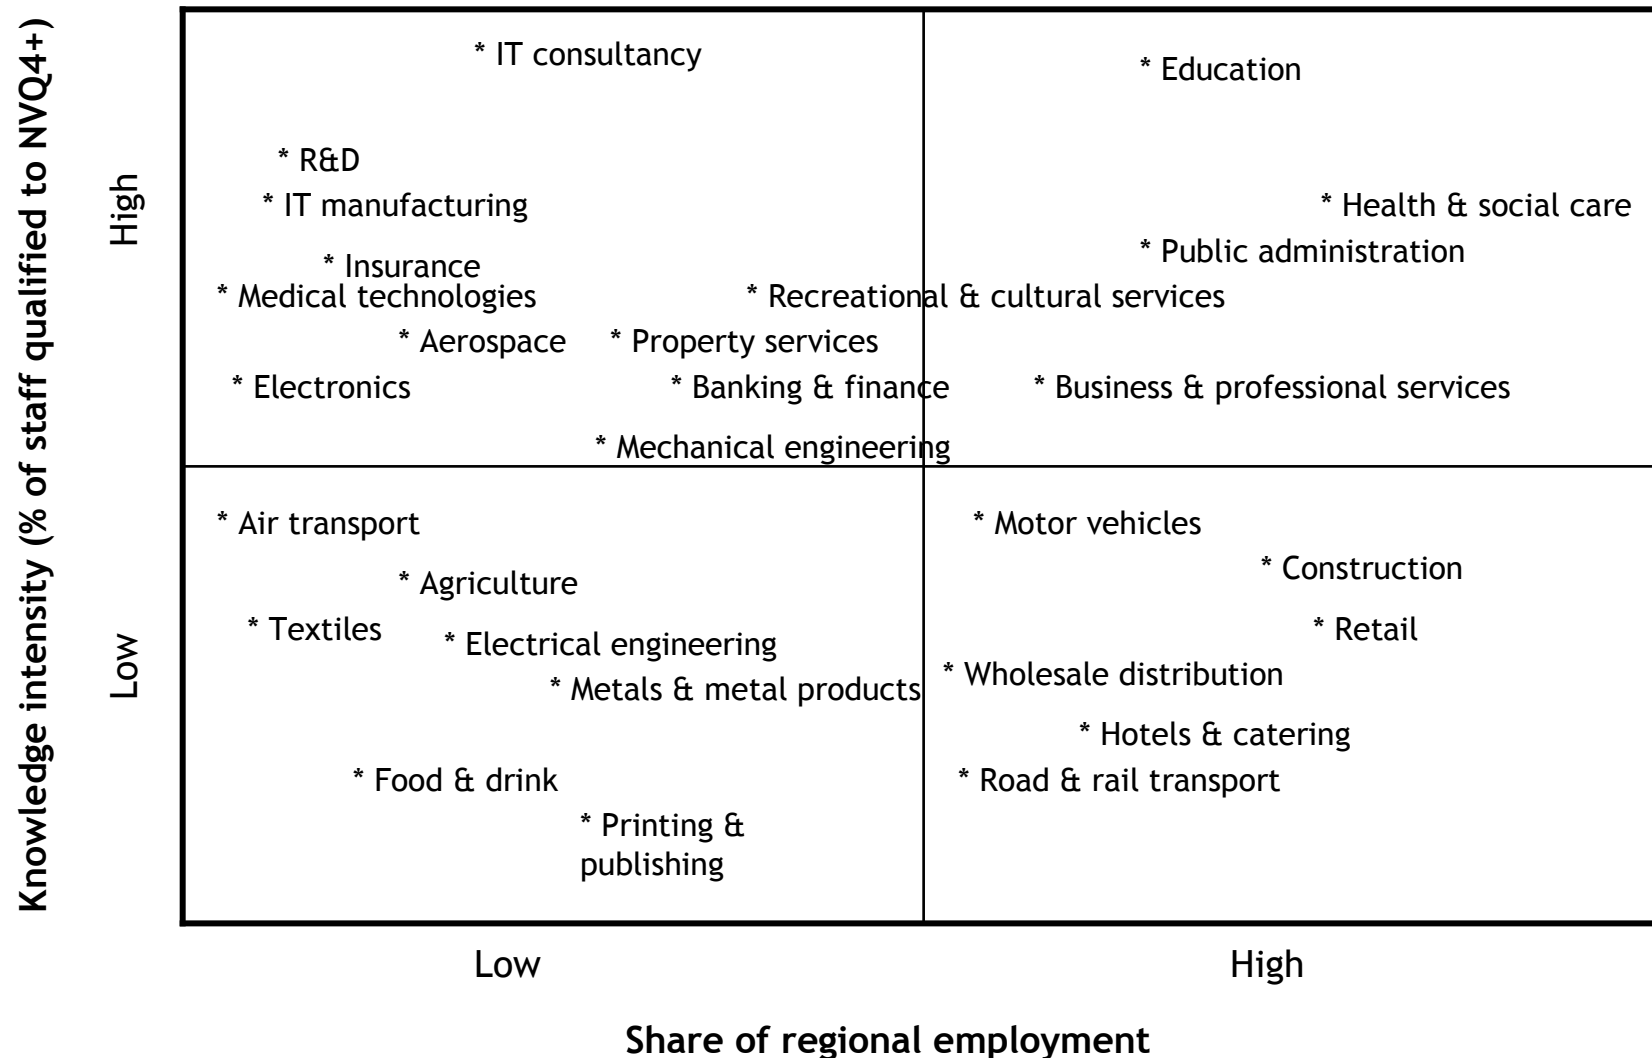 Knowledge intensity (% of staff qualified to NVQ4+)
High
Low
* IT consultancy
* Education
* R&D
* IT manufacturing
* Health & social care
* Public administration
* Insurance
* Medical technologies
* Recreational & cultural services
* Aerospace
* Property services
* Electronics
* Banking & finance
* Business & professional services
* Mechanical engineering
* Air transport
* Motor vehicles
* Construction
* Agriculture
* Textiles
* Retail
* Electrical engineering
* Wholesale distribution
* Metals & metal products
* Hotels & catering
* Food & drink
* Road & rail transport
* Printing &
publishing
Low
High
Share of regional employment